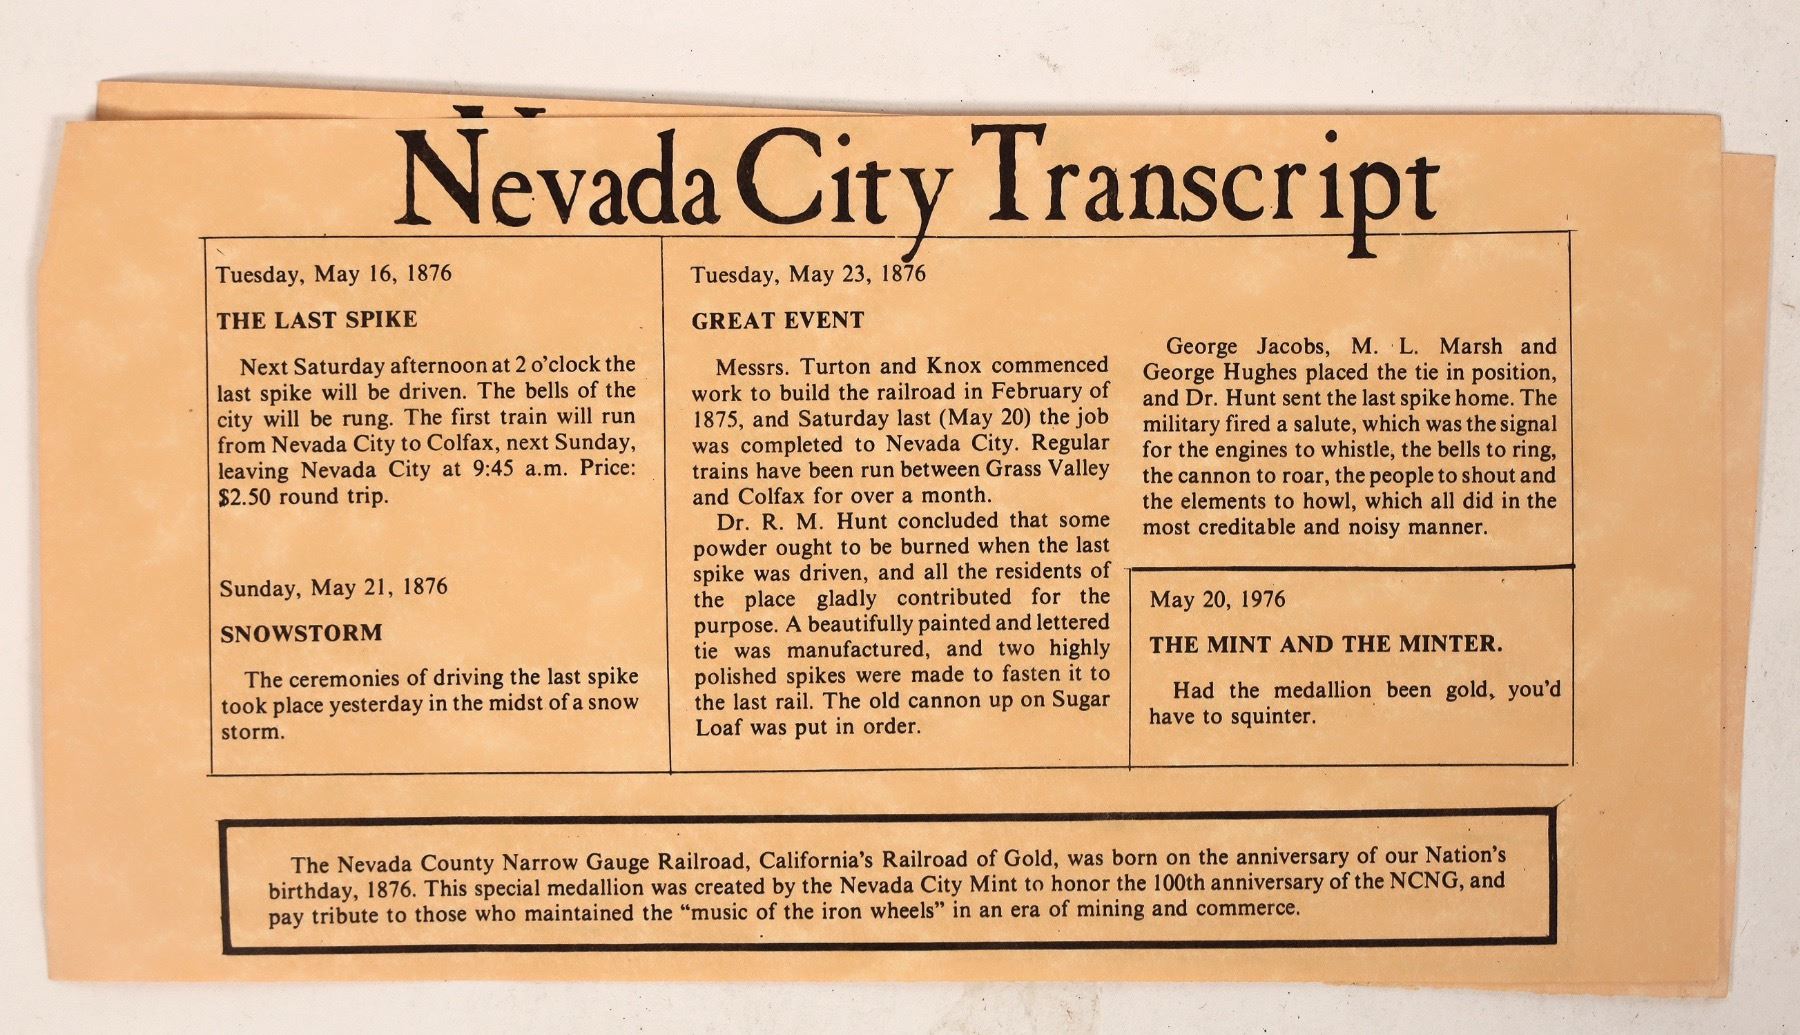 Nevada City Transcript
Tuesday, May 16, 1876
THE LAST SPIKE
Next Saturday afternoon at 2 o'clock the
last spike will be driven. The bells of the
city will be rung. The first train will run
from Nevada City to Colfax, next Sunday,
leaving Nevada City at 9:45 a.m. Price:
$2.50 round trip.
Sunday, May 21, 1876
SNOWSTORM
The ceremonies of driving the last spike
took place yesterday in the midst of a snow
storm.
Tuesday, May 23, 1876
GREAT EVENT
Messrs. Turton and Knox commenced
work to build the railroad in February of
1875, and Saturday last (May 20) the job
was completed to Nevada City. Regular
trains have been run between Grass Valley
and Colfax for over a month.
Dr. R. M. Hunt concluded that some
powder ought to be burned when the last
spike was driven, and all the residents of
the place gladly contributed for the
purpose. A beautifully painted and lettered
tie was manufactured, and two highly
polished spikes were made to fasten it to
the last rail. The old cannon up on Sugar
Loaf was put in order.
George Jacobs, M. L. Marsh and
George Hughes placed the tie in position,
and Dr. Hunt sent the last spike home. The
military fired a salute, which was the signal
for the engines to whistle, the bells to ring,
the cannon to roar, the people to shout and
the elements to howl, which all did in the
most creditable and noisy manner.
May 20, 1976
THE MINT AND THE MINTER.
Had the medallion been gold, you'd
have to squinter.
The Nevada County Narrow Gauge Railroad, California's Railroad of Gold, was born on the anniversary of our Nation's
birthday, 1876. This special medallion was created by the Nevada City Mint to honor the 100th anniversary of the NCNG, and
pay tribute to those who maintained the "music of the iron wheels" in an era of mining and commerce.